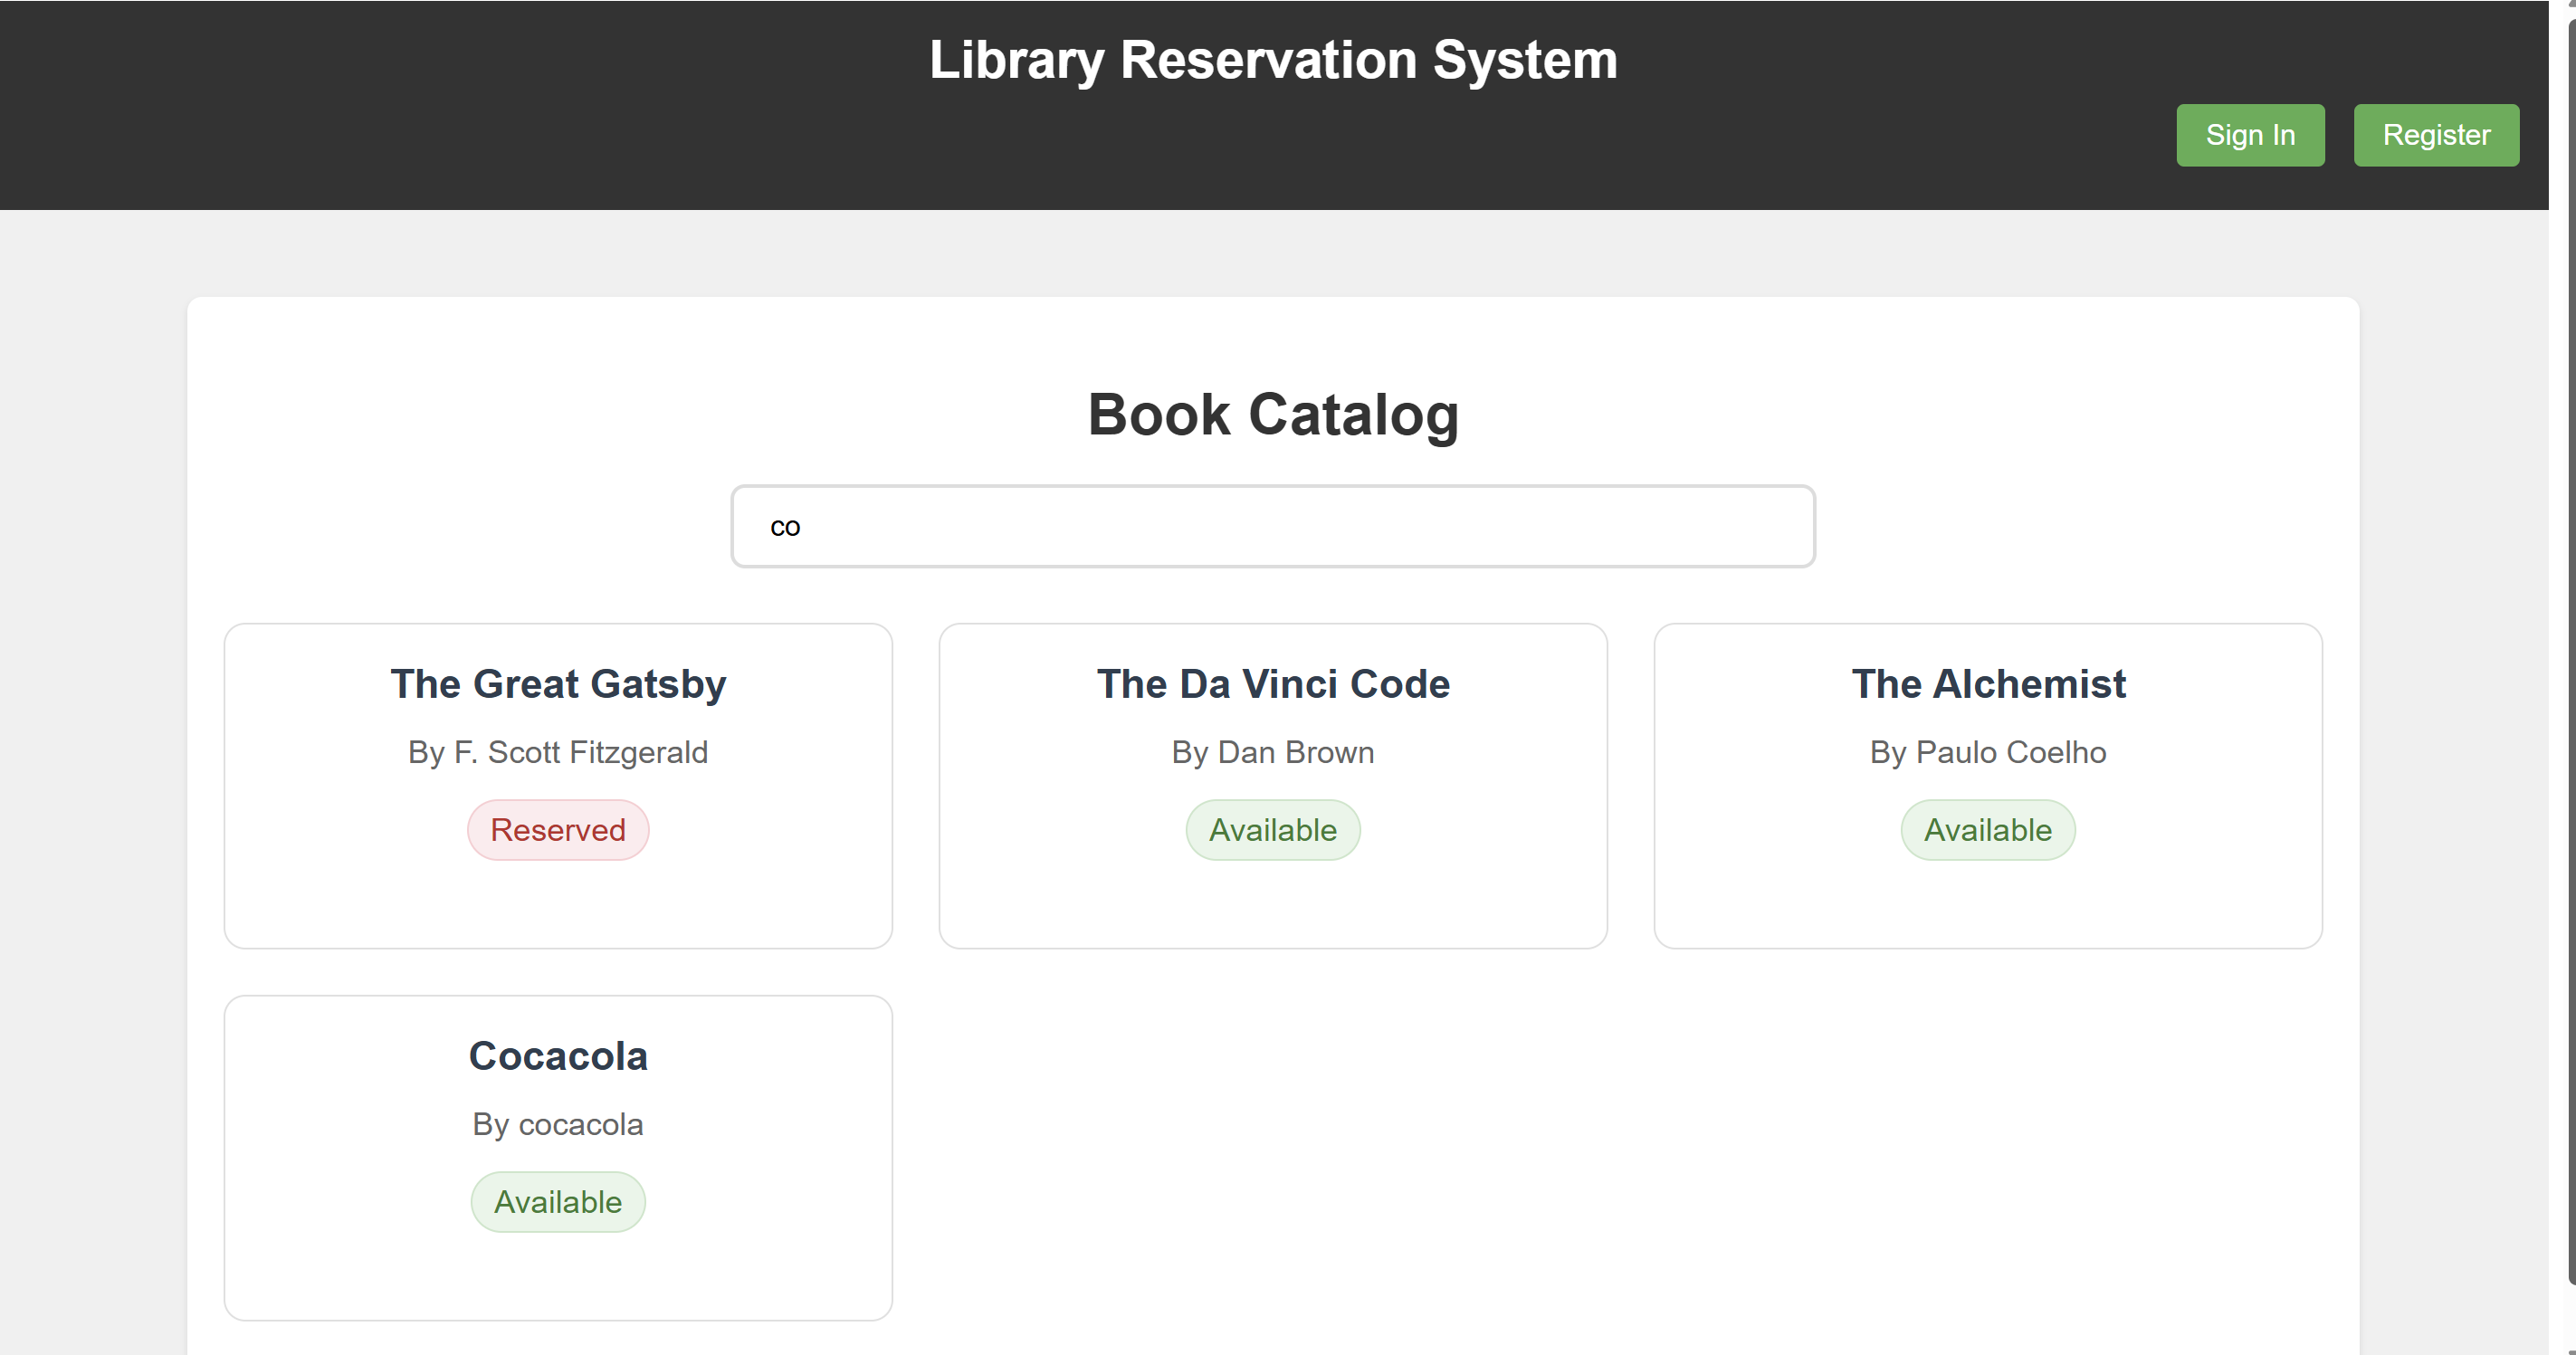 Library Reservation System
Sign In
Register
Book Catalog
co
The Great Gatsby
By F. Scott Fitzgerald
Reserved
The Da Vinci Code
By Dan Brown
Available
The Alchemist
By Paulo Coelho
Available
Cocacola
By cocacola
Available